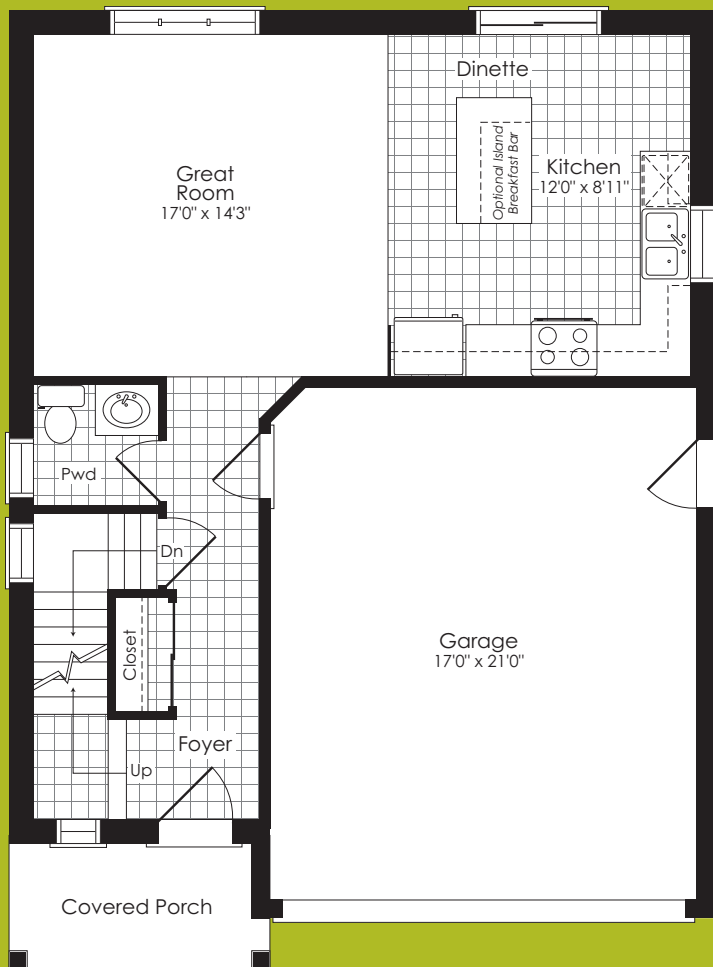 Dinette
Great
Room
17'0" x 14'3"
Optional Island
Breakfast Bar
Kitchen
12'0" x 8'11"
Pwd
Dn
Closet
Garage
17'0" x 21'0"
Foyer
Up
Covered Porch